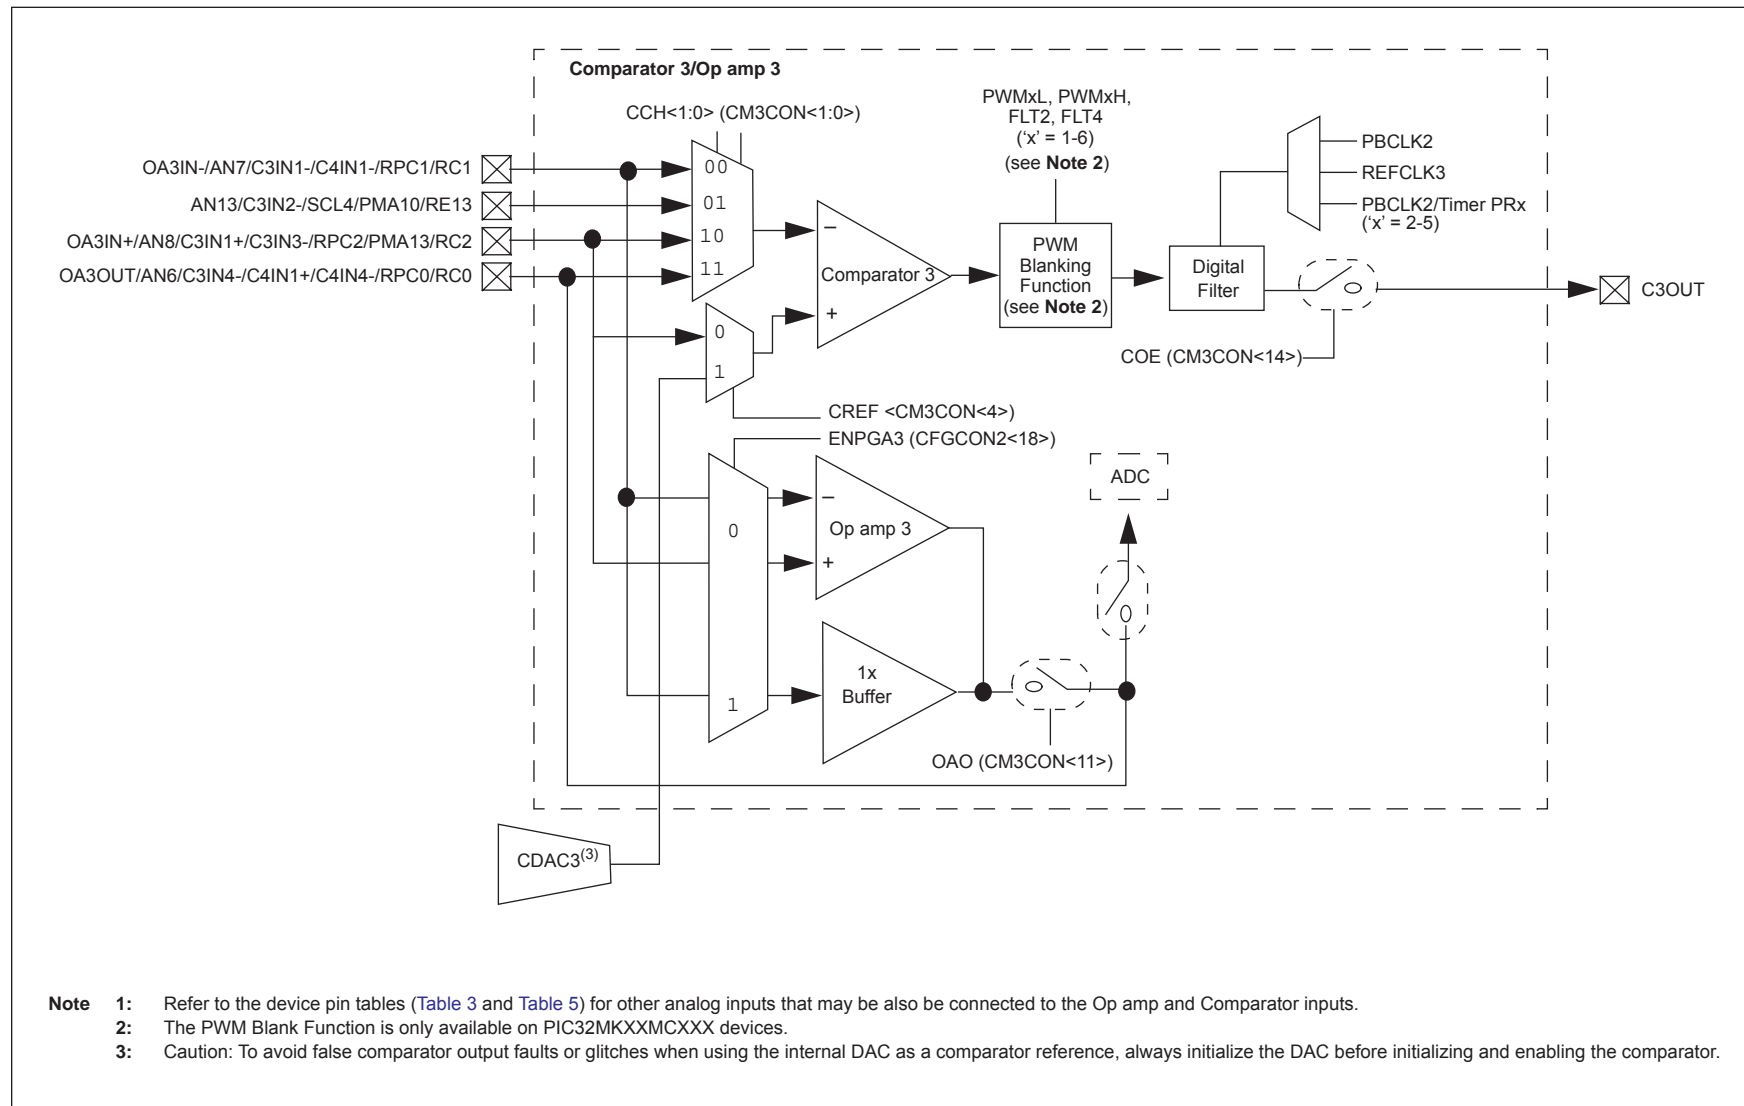 Comparator 3/Op amp 3
CCH<1:0> (CM3CON<1:0>)
PWMxL, PWMxH,
FLT2, FLT4
(‘x’ = 1-6)
(see Note 2)
OA3IN-/AN7/C3IN1-/C4IN1-/RPC1/RC1
AN13/C3IN2-/SCL4/PMA10/RE13
OA3IN+/AN8/C3IN1+/C3IN3-/RPC2/PMA13/RC2
OA3OUT/AN6/C3IN4-/C4IN1+/C4IN4-/RPC0/RC0
00
01
10
11
–
Comparator 3
+
PWM
Blanking
Function
(see Note 2)
Digital
Filter
PBCLK2
REFCLK3
PBCLK2/Timer PRx
(‘x’ = 2-5)
C3OUT
COE (CM3CON<14>)
0
1
CREF <CM3CON<4>)
ENPGA3 (CFGCON2<18>)
0
1
–
Op amp 3
+
ADC
1x
Buffer
OAO (CM3CON<11>)
CDAC3(3)
Note 1: Refer to the device pin tables (Table 3 and Table 5) for other analog inputs that may be also be connected to the Op amp and Comparator inputs.
2: The PWM Blank Function is only available on PIC32MKXXMCXXX devices.
3: Caution: To avoid false comparator output faults or glitches when using the internal DAC as a comparator reference, always initialize the DAC before initializing and enabling the comparator.